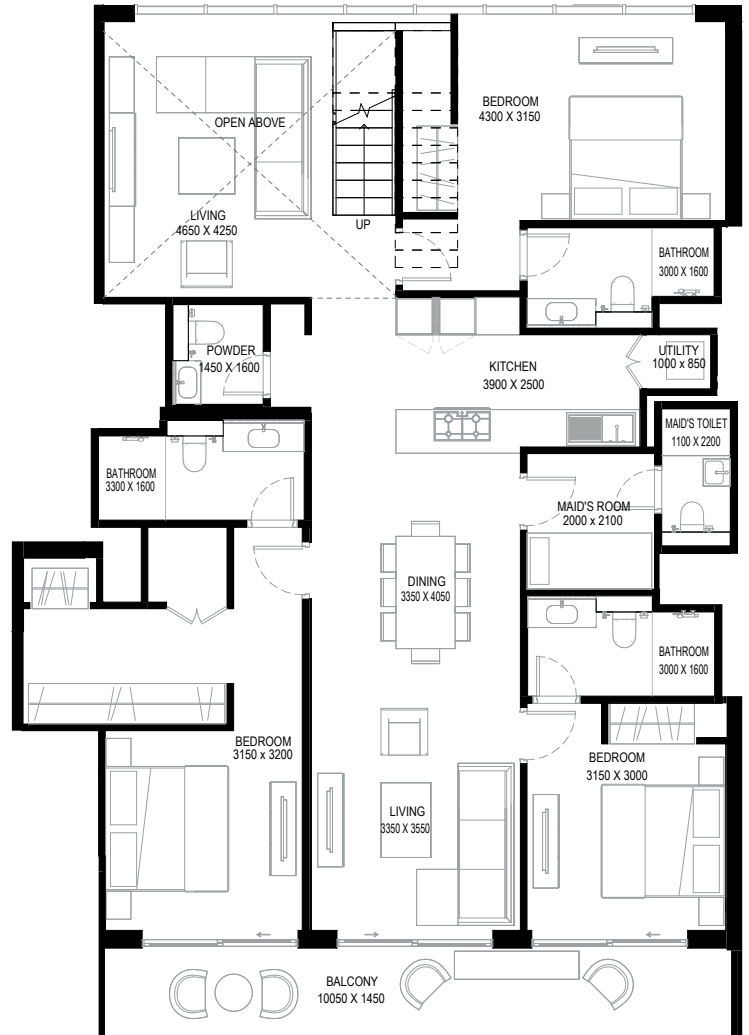 OPEN ABOVE
LIVING
4650 X 4250
UP
BEDROOM
4300 X 3150
BATHROOM
3000 X 1600
POWDER
1450 X 1600
KITCHEN
3900 X 2500
UTILITY
1000 x 850
MAID'S TOILET
1100 X 2200
BATHROOM
3300 X 1600
MAID'S ROOM
2000 x 2100
DINING
3350 X 4050
BATHROOM
3000 X 1600
BEDROOM
3150 x 3200
BEDROOM
3150 X 3000
LIVING
3350 X 3550
BALCONY
10050 X 1450